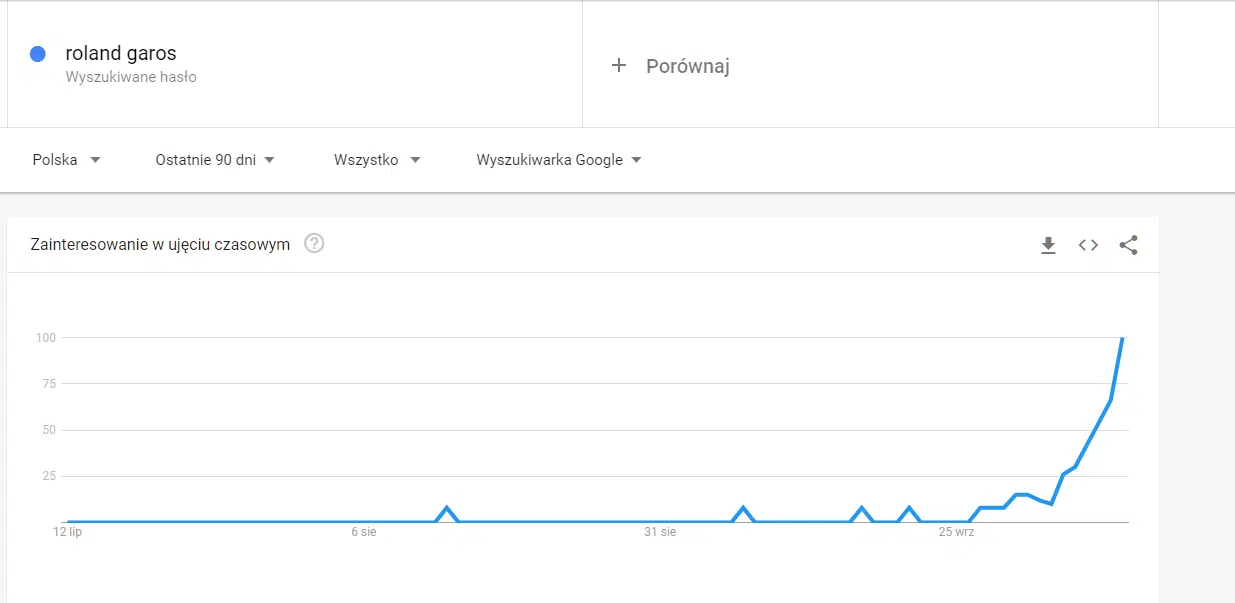 roland garos
Wyszukiwane hasło
+ Porównaj
Polska
Ostatnie 90 dni
Wszystko
Wyszukiwarka Google
Zainteresowanie w ujęciu czasowym
100
75
50
25
12 lip
6 sie
31 sie
25 wrz